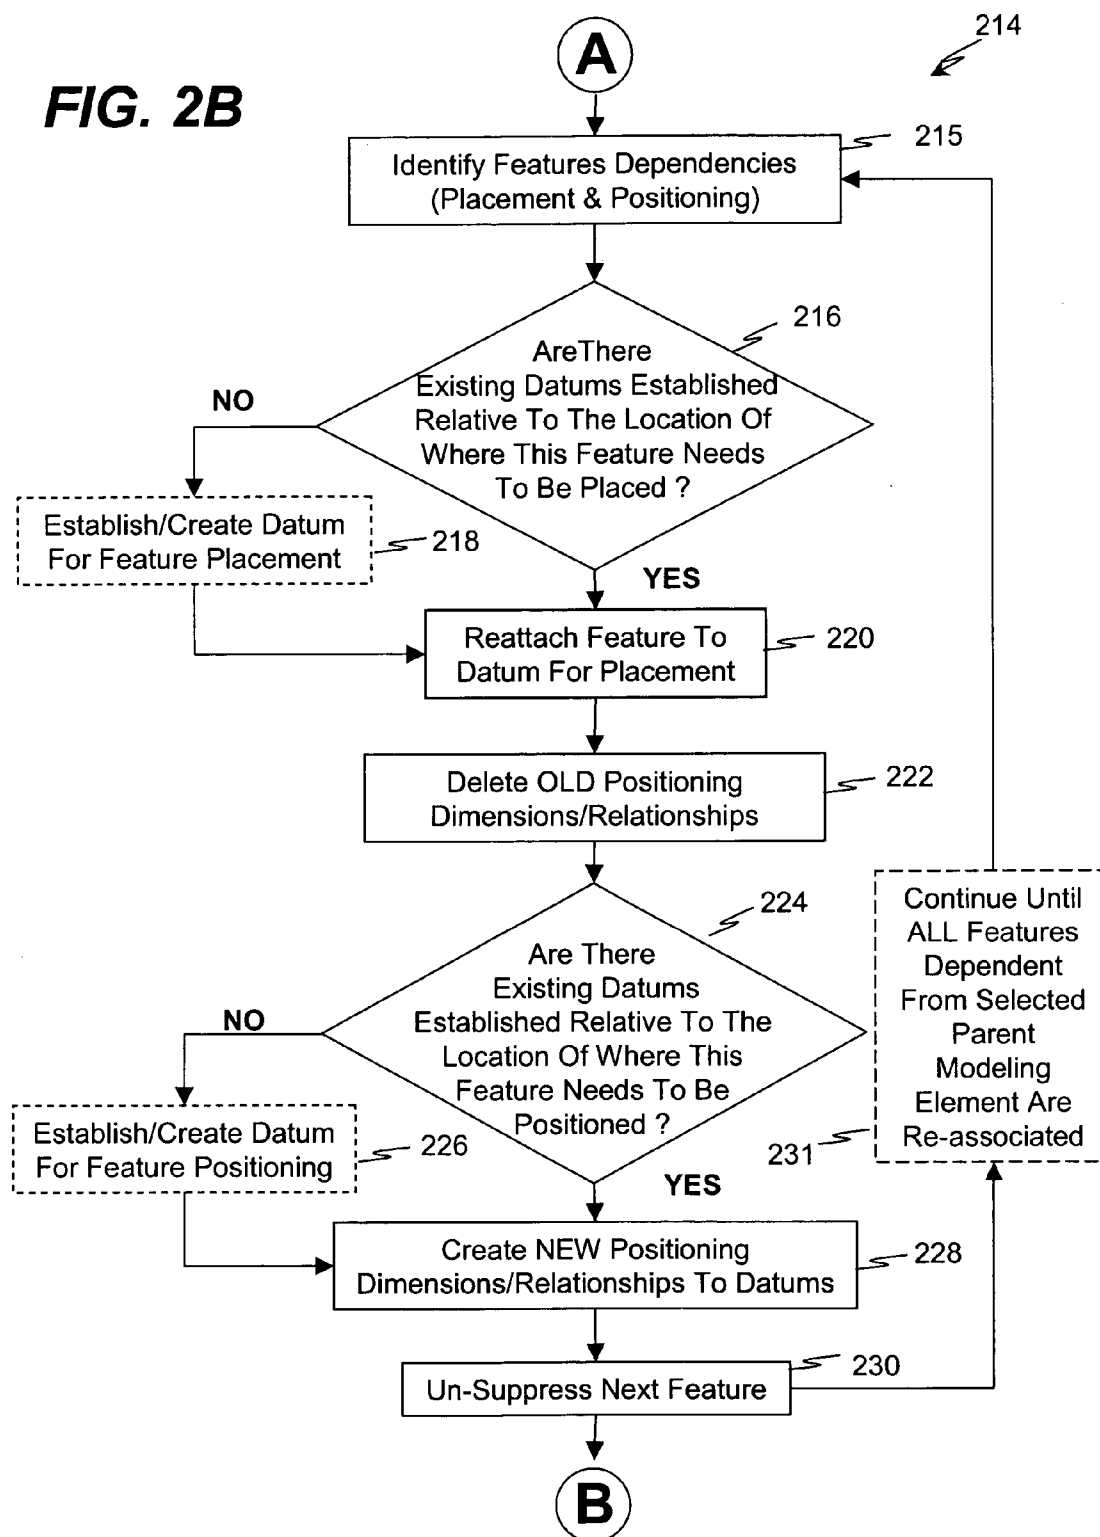 214
A
FIG. 2B
215
Identify Features Dependencies
(Placement & Positioning)
216
AreThere
Existing Datums Established
Relative To The Location Of
Where This Feature Needs
To Be Placed ?
NO
Establish/Create Datum
For Feature Placement
218
YES
Reattach Feature To
Datum For Placement
220
Delete OLD Positioning
Dimensions/Relationships
222
224
Are There
Existing Datums
Established Relative To The
Location Of Where This
Feature Needs To Be
Positioned ?
NO
Establish/Create Datum
For Feature Positioning
226
YES
Create NEW Positioning
Dimensions/Relationships To Datums
228
Un-Suppress Next Feature
230
Continue Until
ALL Features
Dependent
From Selected
Parent
Modeling
Element Are
Re-associated
231
B